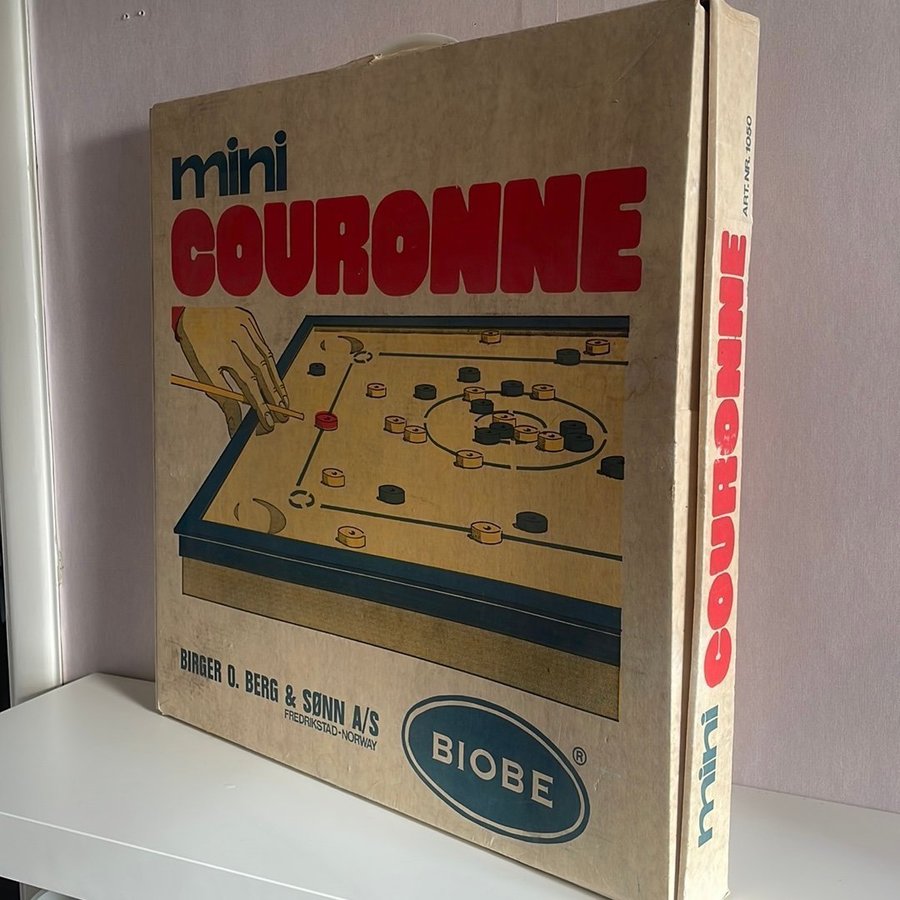 mini
COURONNE
BIRGER O. BERG & SØNN A/S
FREDRIKSTAD-NORWAY
BIOBE
®
mini COURONNE ART. NR. 1050